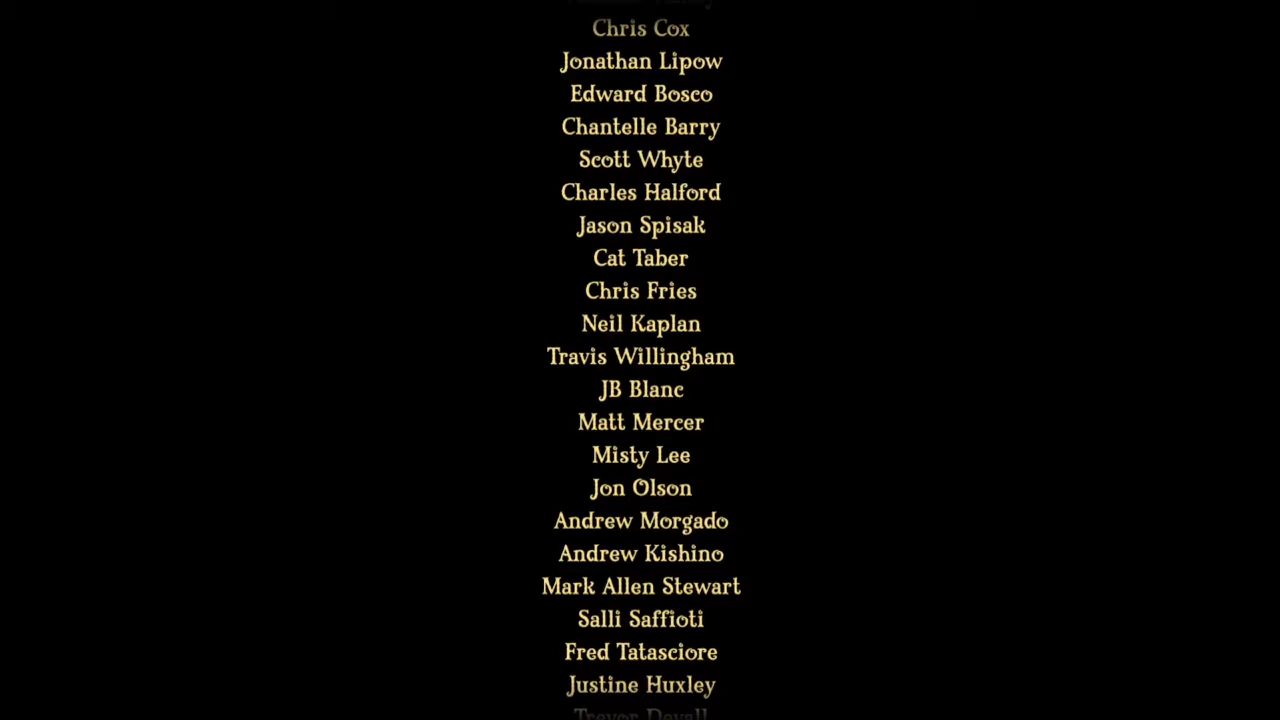 Chris Cox
Jonathan Lipow
Edward Bosco
Chantelle Barry
Scott Whyte
Charles Halford
Jason Spisak
Cat Taber
Chris Fries
Neil Kaplan
Travis Willingham
JB Blanc
Matt Mercer
Misty Lee
Jon Olson
Andrew Morgado
Andrew Kishino
Mark Allen Stewart
Salli Saffioti
Fred Tatasciore
Justine Huxley
Trevor Devall